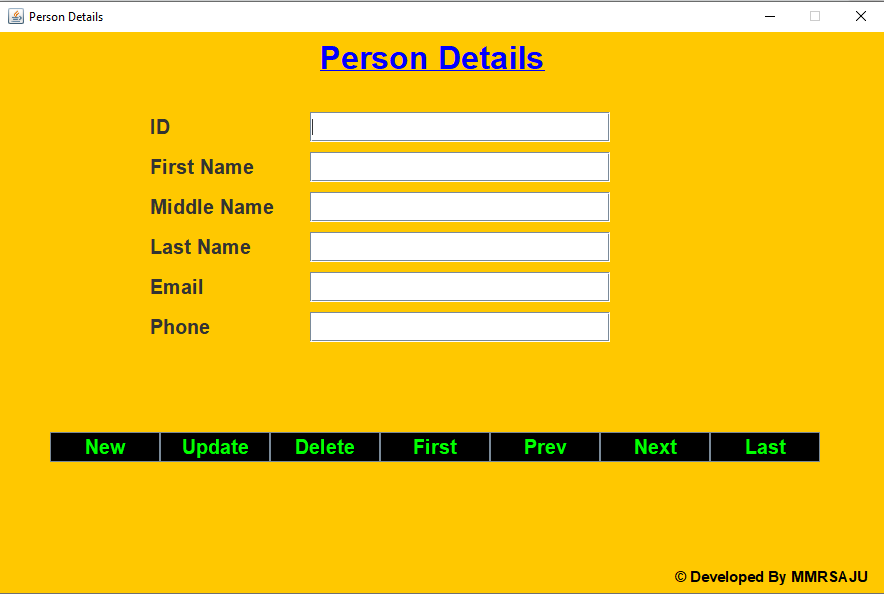 Person Details
Person Details
ID
First Name
Middle Name
Last Name
Email
Phone
New Update Delete First Prev Next Last
© Developed By MMRSAJU